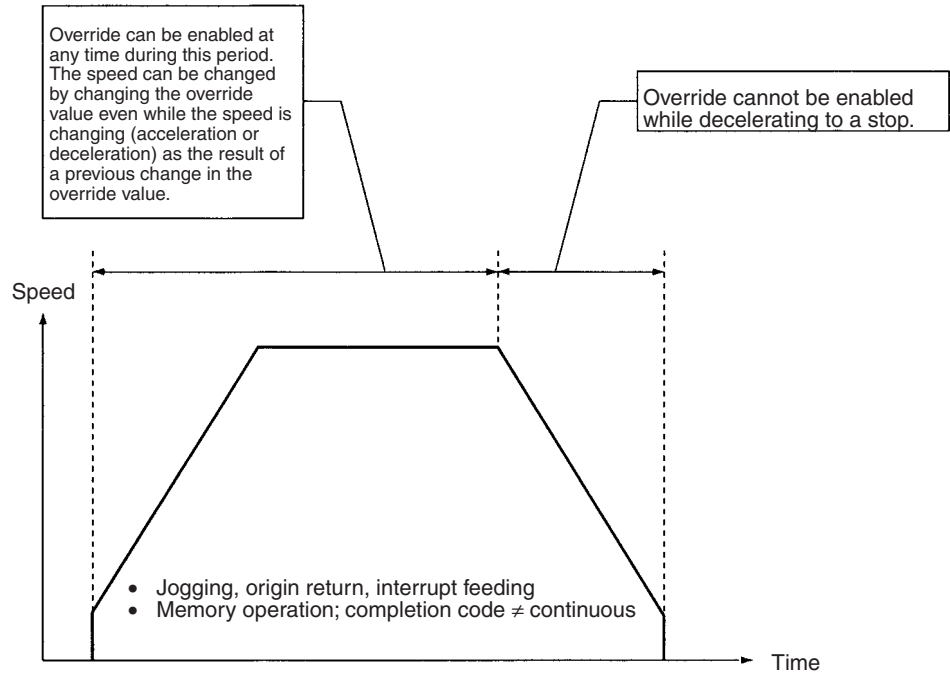 Override can be enabled at
any time during this period.
The speed can be changed
by changing the override
value even while the speed is
changing (acceleration or
deceleration) as the result of
a previous change in the
override value.
Override cannot be enabled
while decelerating to a stop.
Speed
• Jogging, origin return, interrupt feeding
• Memory operation; completion code ≠ continuous
Time